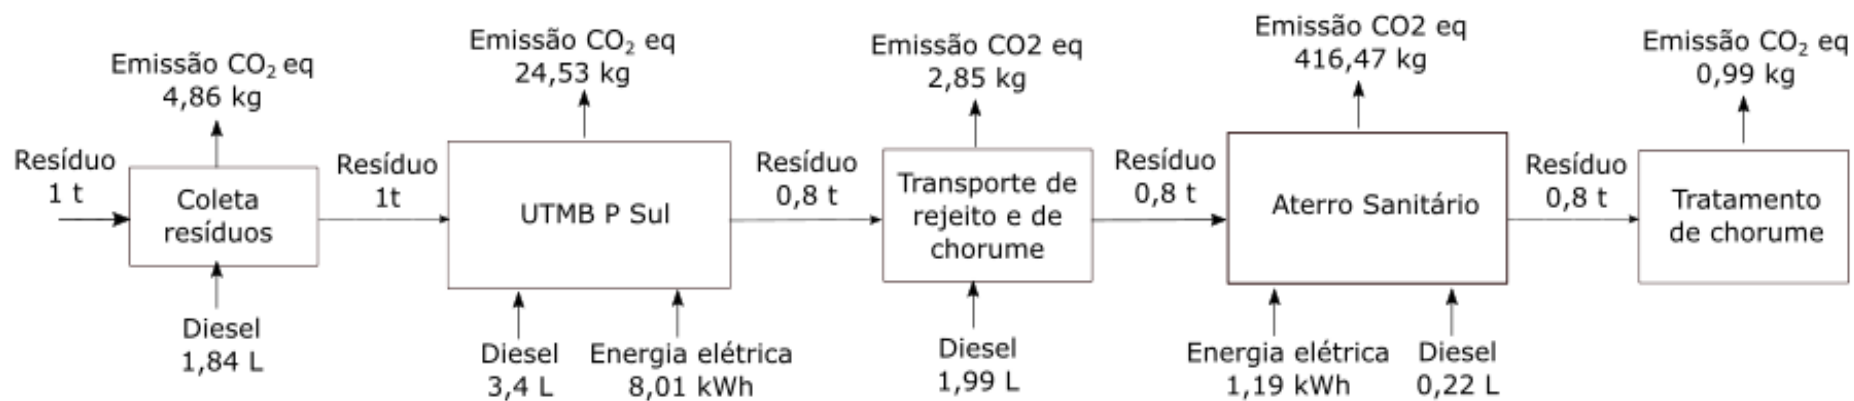 Emissão CO₂ eq
4,86 kg
Resíduo
1 t
Coleta
resíduos
Diesel
1,84 L
Resíduo
1t
Emissão CO₂ eq
24,53 kg
UTMB P Sul
Diesel
3,4 L
Energia elétrica
8,01 kWh
Resíduo
0,8 t
Emissão CO2 eq
2,85 kg
Transporte de
rejeito e de
chorume
Diesel
1,99 L
Resíduo
0,8 t
Emissão CO2 eq
416,47 kg
Aterro Sanitário
Energia elétrica
1,19 kWh
Diesel
0,22 L
Resíduo
0,8 t
Emissão CO₂ eq
0,99 kg
Tratamento
de chorume